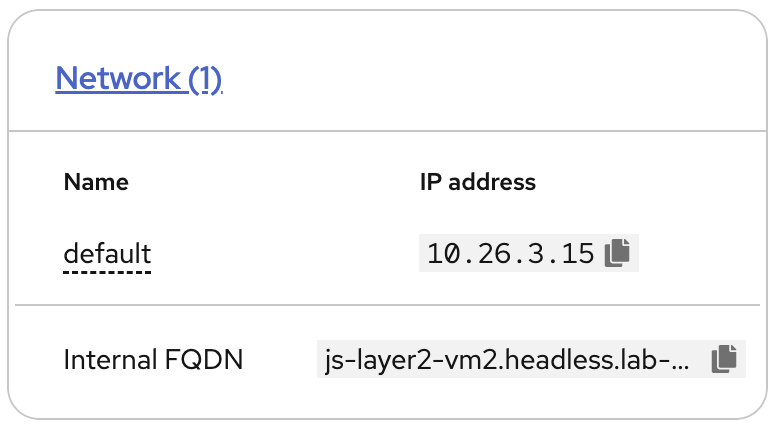 Network (1)
Name IP address
default 10.26.3.15
Internal FQDN js-layer2-vm2.headless.lab-...